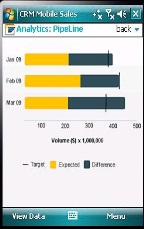 CRM Mobile Sales
Analytics: PipeLine back
Jan 09
Feb 09
Mar 09
100 200 300 400 500
Volume ($) x 1,000,000
Target Expected Difference
View Data Menu